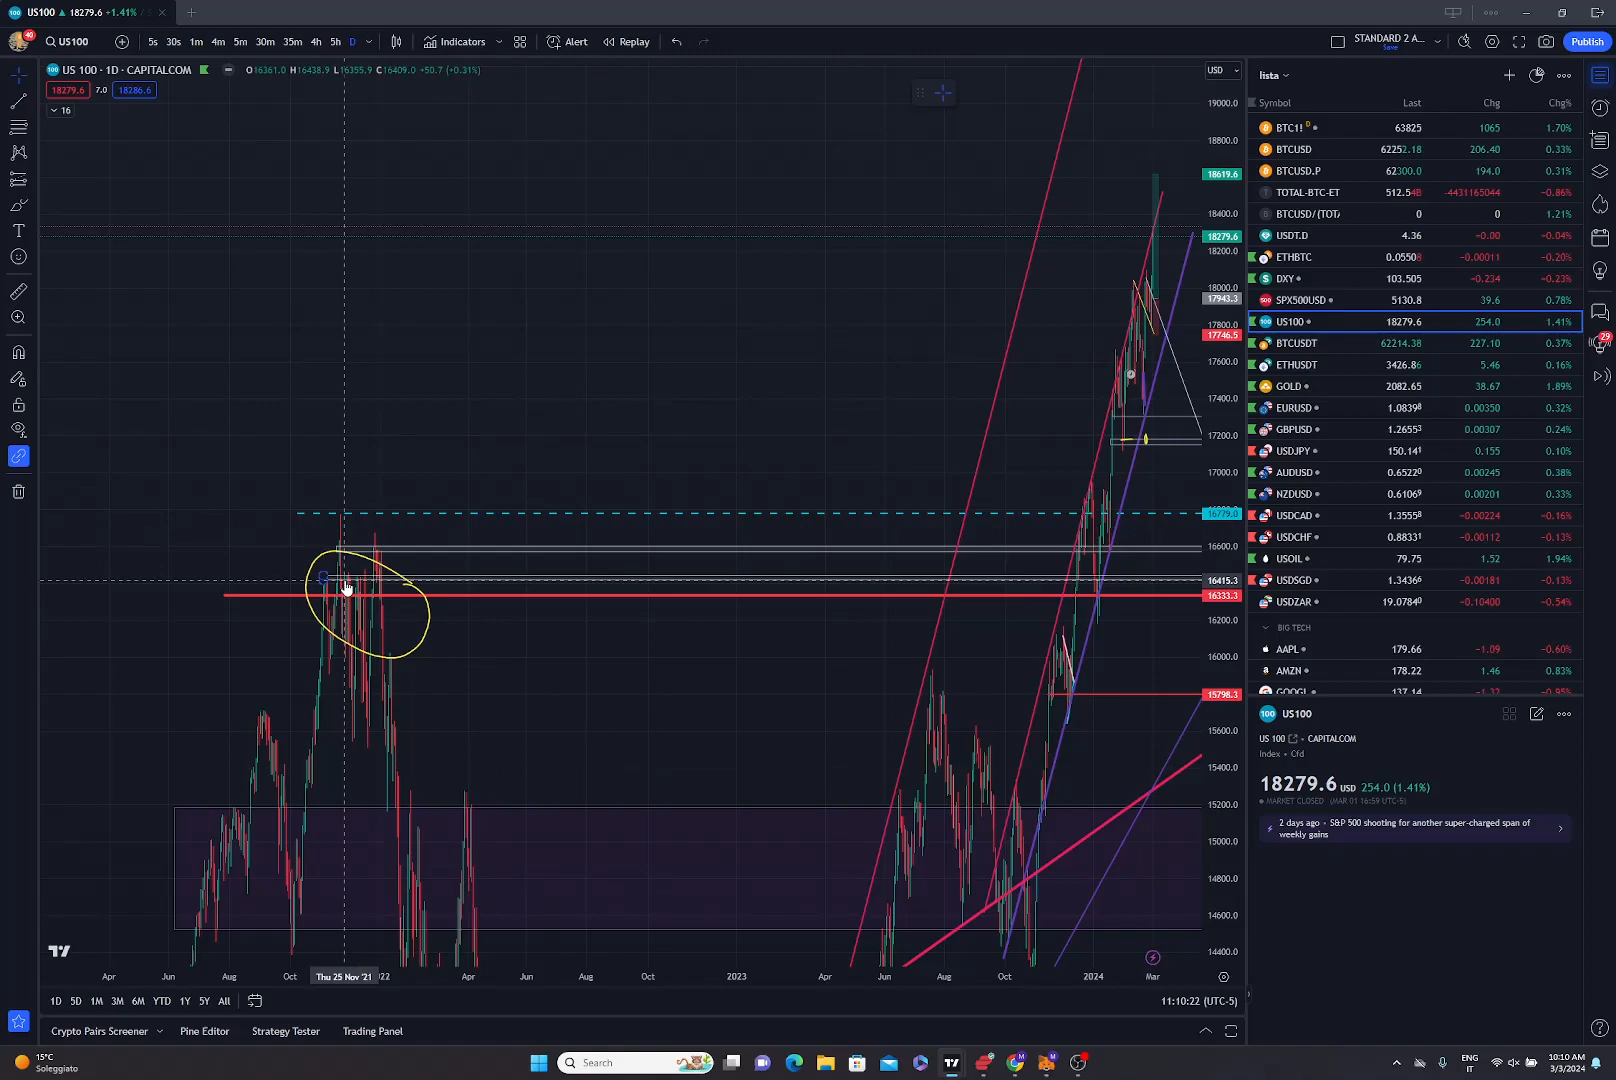 US100 ▲ 18279.6 +1.41%
40 US100 5s 30s 1m 4m 5m 30m 35m 4h 5h D Indicators Alert Replay STANDARD 2 A... Save Publish
US 100 · 1D · CAPITALCOM O16361.0 H16438.9 L16355.9 C16409.0 +50.7 (+0.31%)
18279.6 7.0 18286.6
16
USD
19000.0
18800.0
18619.6
18400.0
18279.6
18200.0
18000.0
17943.3
17800.0
17746.5
17600.0
17400.0
17200.0
17000.0
16779.0
16600.0
16415.3
16333.3
16200.0
16000.0
15798.3
15600.0
15400.0
15200.0
15000.0
14800.0
14600.0
14400.0
Apr Jun Aug Oct Thu 25 Nov '21 22 Apr Jun Aug Oct 2023 Apr Jun Aug Oct 2024 Mar
1D 5D 1M 3M 6M YTD 1Y 5Y All 11:10:22 (UTC-5)
Crypto Pairs Screener Pine Editor Strategy Tester Trading Panel
lista
Symbol Last Chg Chg%
BTC1! D 63825 1065 1.70%
BTCUSD 62252.18 206.40 0.33%
BTCUSD.P 62300.0 194.0 0.31%
TOTAL-BTC-ET 512.54B -4431165044 -0.86%
BTCUSD/(TOT/ 0 0 1.21%
USDT.D 4.36 -0.00 -0.04%
ETHBTC 0.05508 -0.00011 -0.20%
DXY 103.505 -0.234 -0.23%
SPX500USD 5130.8 39.6 0.78%
US100 18279.6 254.0 1.41%
BTCUSDT 62214.38 227.10 0.37%
ETHUSDT 3426.86 5.46 0.16%
GOLD 2082.65 38.67 1.89%
EURUSD 1.08398 0.00350 0.32%
GBPUSD 1.26553 0.00307 0.24%
USDJPY 150.141 0.155 0.10%
AUDUSD 0.65220 0.00245 0.38%
NZDUSD 0.61069 0.00201 0.33%
USDCAD 1.35558 -0.00224 -0.16%
USDCHF 0.88331 -0.00112 -0.13%
USOIL 79.75 1.52 1.94%
USDSGD 1.34366 -0.00181 -0.13%
USDZAR 19.07840 -0.10400 -0.54%
BIG TECH
AAPL 179.66 -1.09 -0.60%
AMZN 178.22 1.46 0.83%
GOOGL 137.14 -1.32 -0.95%
100 US100
US 100 • CAPITALCOM
Index • Cfd
18279.6 USD 254.0 (1.41%)
MARKET CLOSED (MAR 01 16:59 UTC-5)
2 days ago • S&P 500 shooting for another super-charged span of
weekly gains
29
15°C
Soleggiato
Search
ENG
IT
10:10 AM
3/3/2024